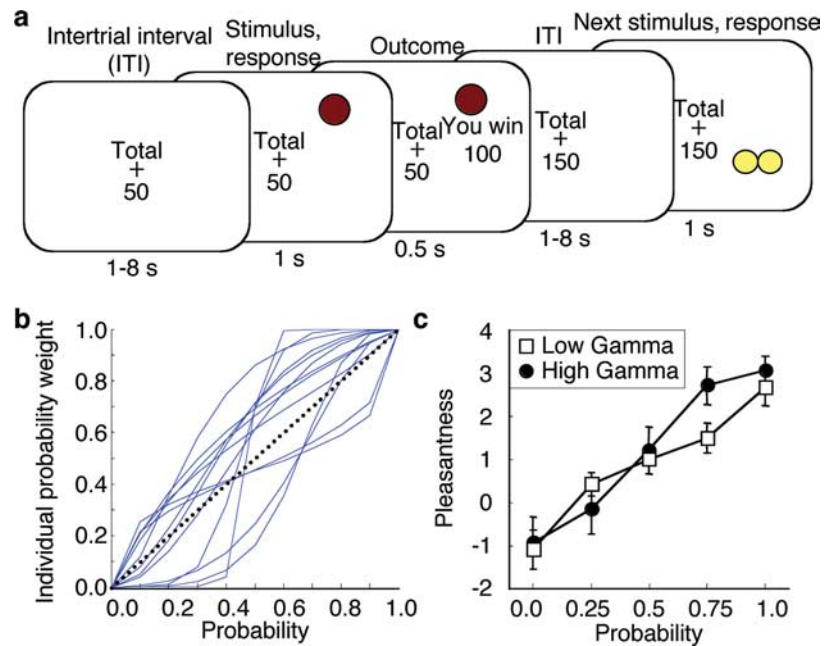 a
Intertrial interval
(ITI)
Stimulus,
response
Outcome
ITI
Next stimulus, response
Total
+
50
Total
+
50
Total
+
50
You win
100
Total
+
150
Total
+
150
1-8 s
1 s
0.5 s
1-8 s
1 s
b
Individual probability weight
1.0
0.8
0.6
0.4
0.2
0.0
0.0 0.2 0.4 0.6 0.8 1.0
Probability
c
Pleasantness
4
3
2
1
0
-1
-2
Low Gamma
High Gamma
0.0 0.25 0.5 0.75 1.0
Probability